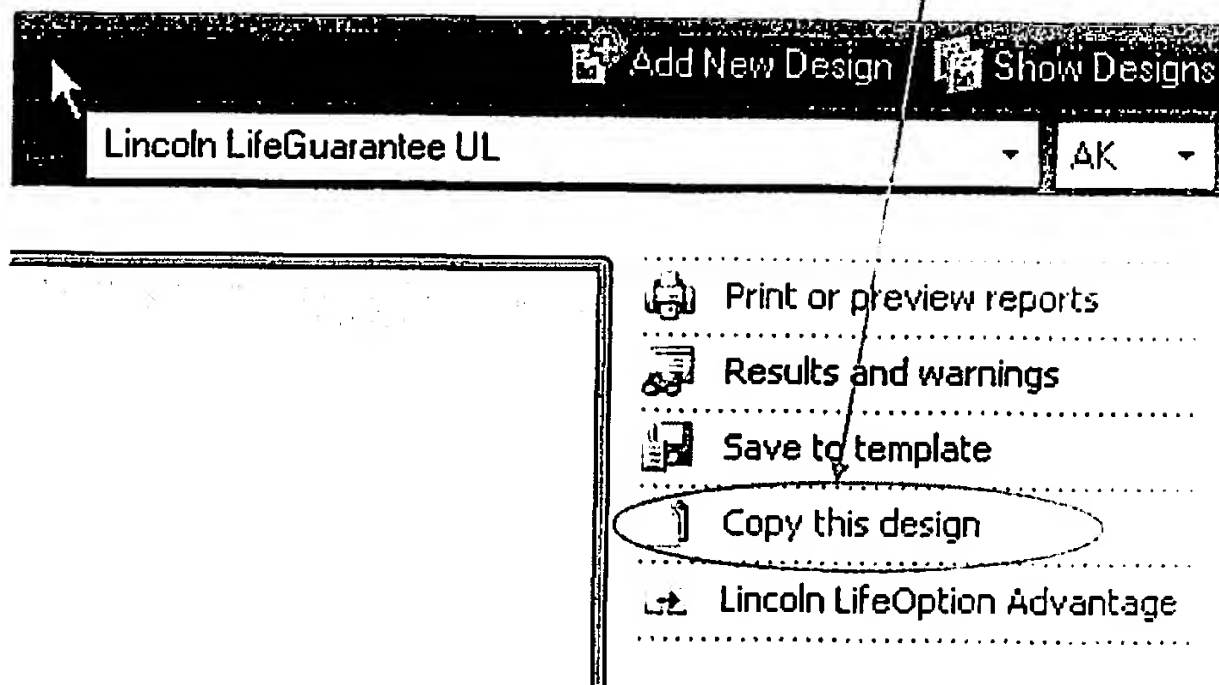 Add New Design Show Designs
Lincoln LifeGuarantee UL AK
Print or preview reports
Results and warnings
Save to template
Copy this design
Lincoln LifeOption Advantage